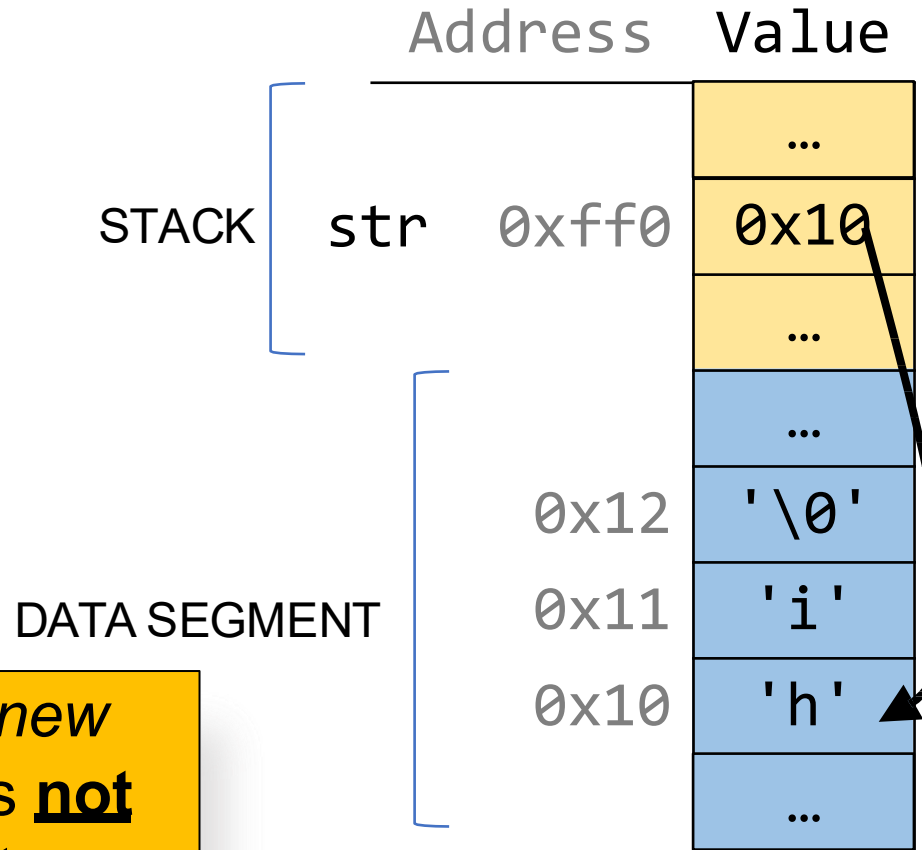 Address Value
…
STACK str 0xff0 0x10
…
…
0x12 '\0'
0x11 'i'
DATA SEGMENT
0x10 'h'
new
s not
…